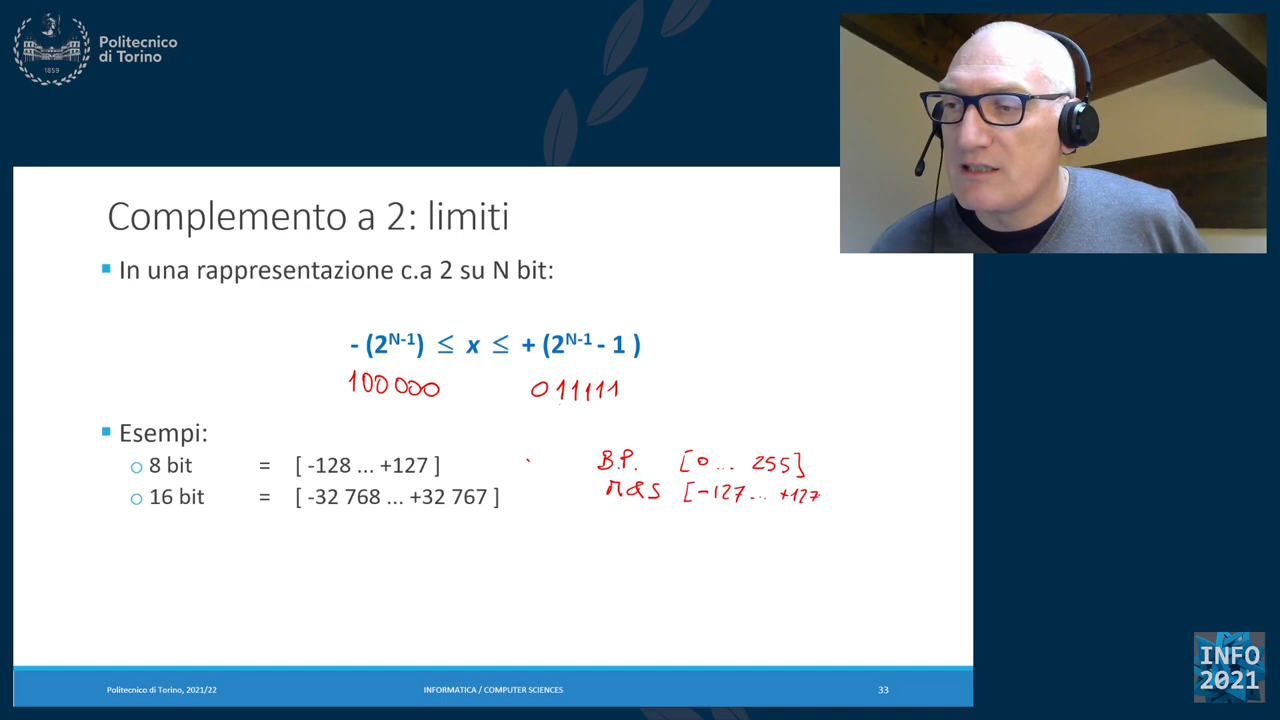 Politecnico
di Torino
1859
Complemento a 2: limiti
In una rappresentazione c.a 2 su N bit:
- (2^N-1) ≤ x ≤ + (2^N-1 - 1 )
100000 011111
Esempi:
8 bit = [ -128 ... +127 ]
B.P. [0 ... 255]
16 bit = [ -32 768 ... +32 767 ]
M&S [-127 ... +127
Politecnico di Torino, 2021/22 INFORMATICA / COMPUTER SCIENCES 33
INFO
2021